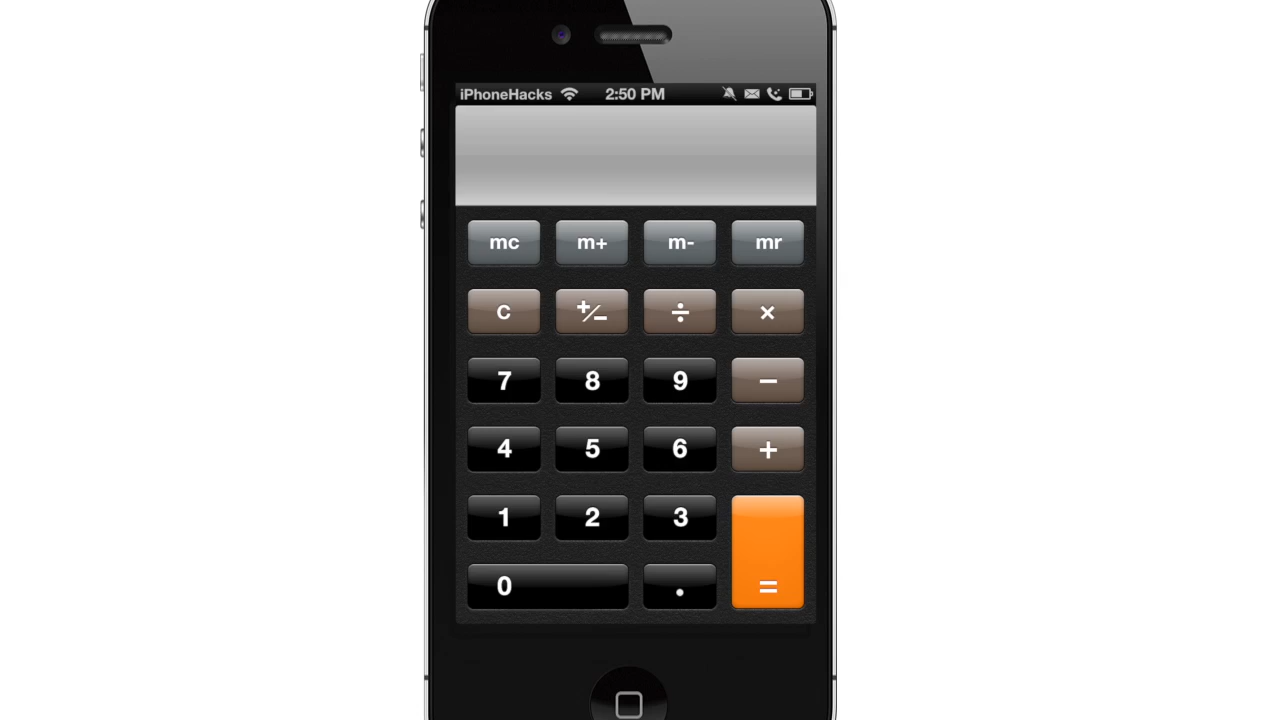 iPhoneHacks 2:50 PM
mc m+ m- mr
C +/− ÷ ×
7 8 9 −
4 5 6 +
1 2 3
0 . =